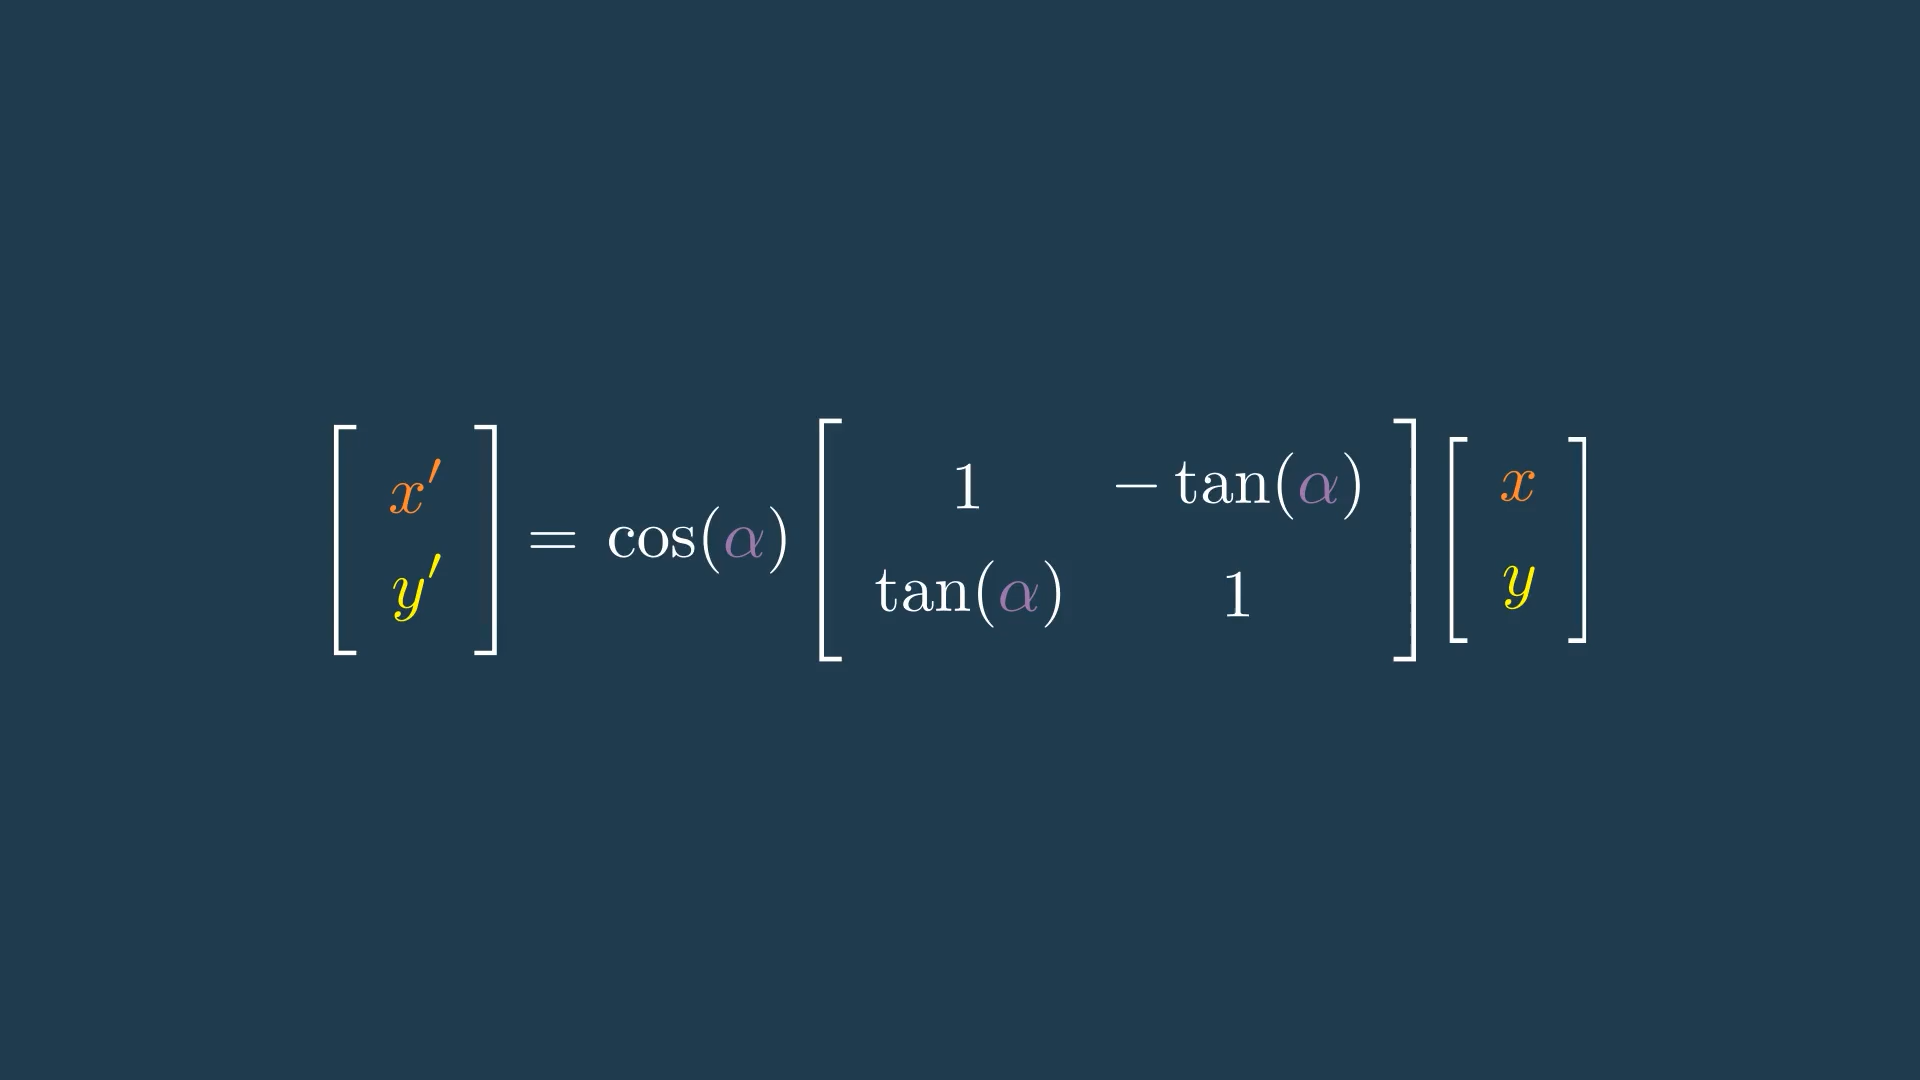 [ x′ y′ ] = cos(α) [ 1 −tan(α) tan(α) 1 ] [ x y ]